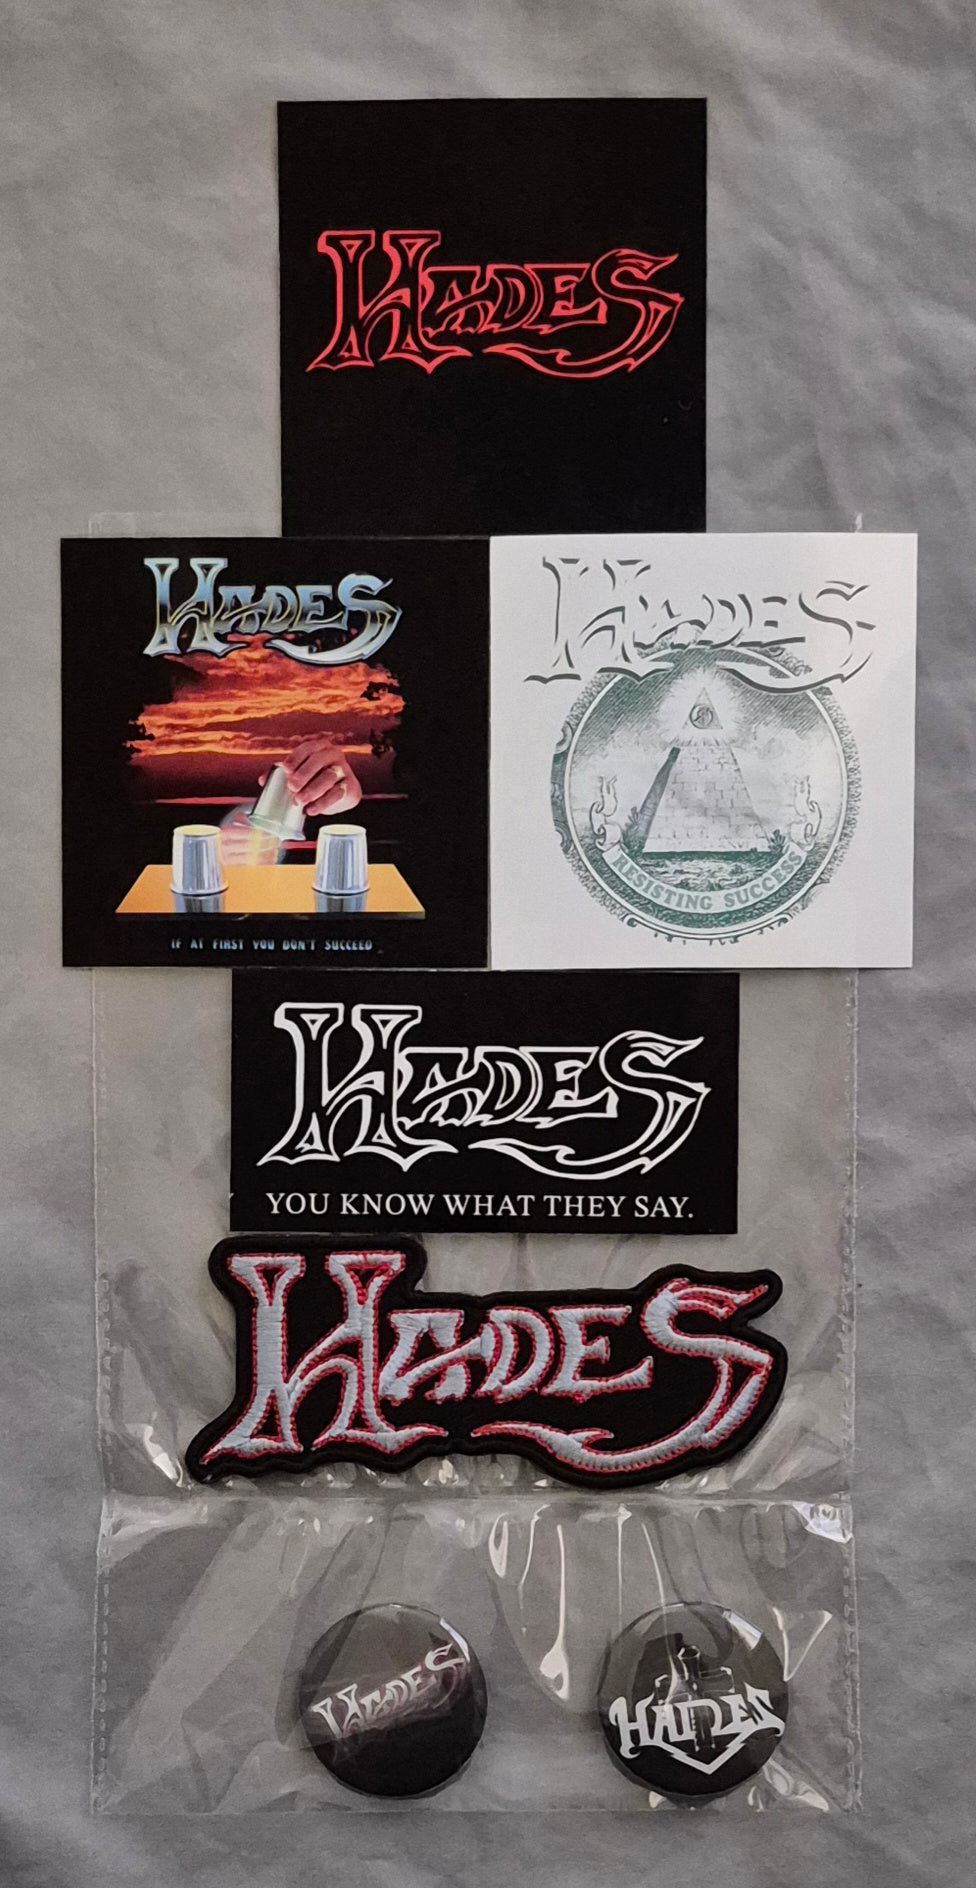 HADES
HADES
IF AT FIRST YOU DON'T SUCCEED
HADES
RESISTING SUCCESS
HADES
YOU KNOW WHAT THEY SAY.
HADES
HADES
HADES